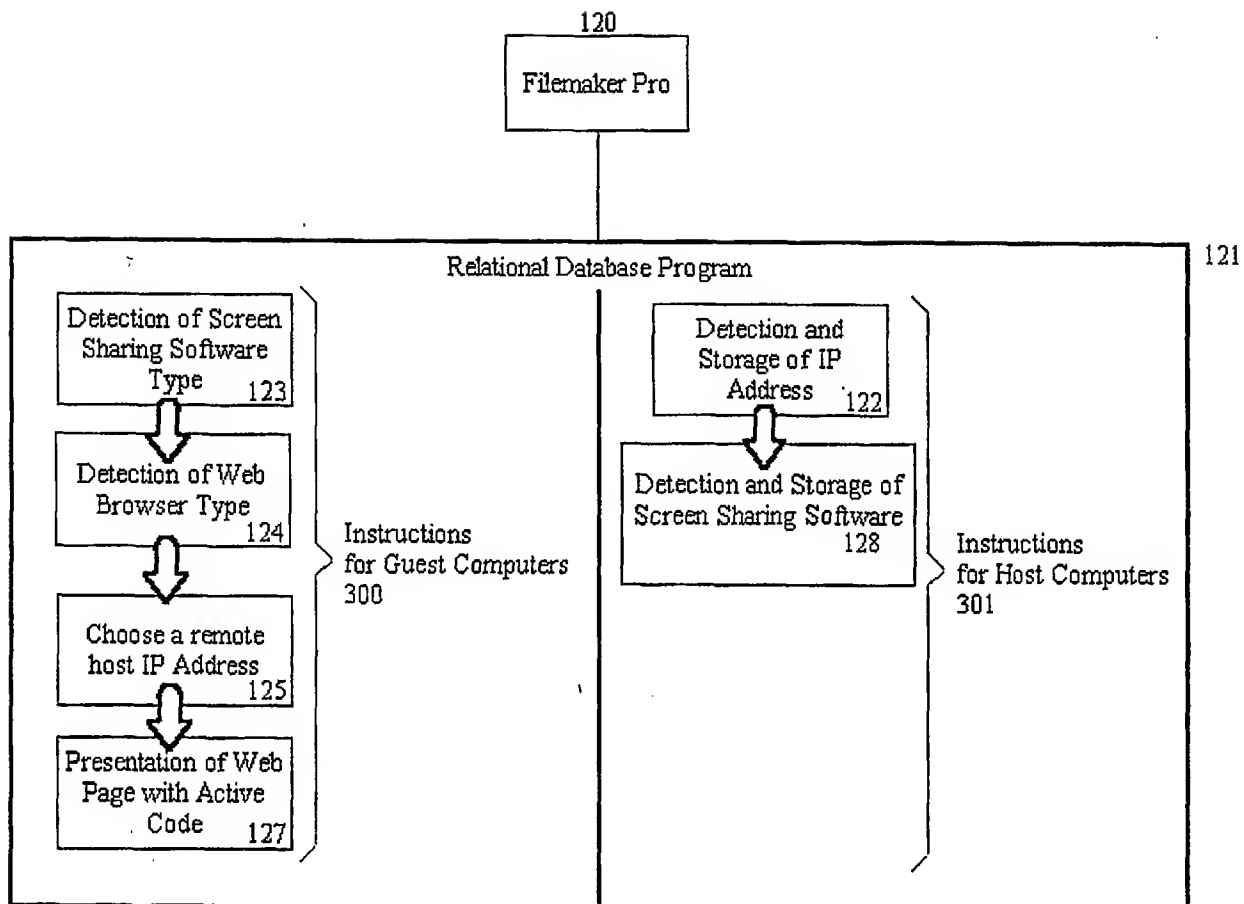 120
Filemaker Pro
121
Relational Database Program
Detection of Screen
Sharing Software
Type
123
Detection of Web
Browser Type
124
Choose a remote
host IP Address
125
Presentation of Web
Page with Active
Code
127
Instructions
for Guest Computers
300
Detection and
Storage of IP
Address
122
Detection and Storage of
Screen Sharing Software
128
Instructions
for Host Computers
301